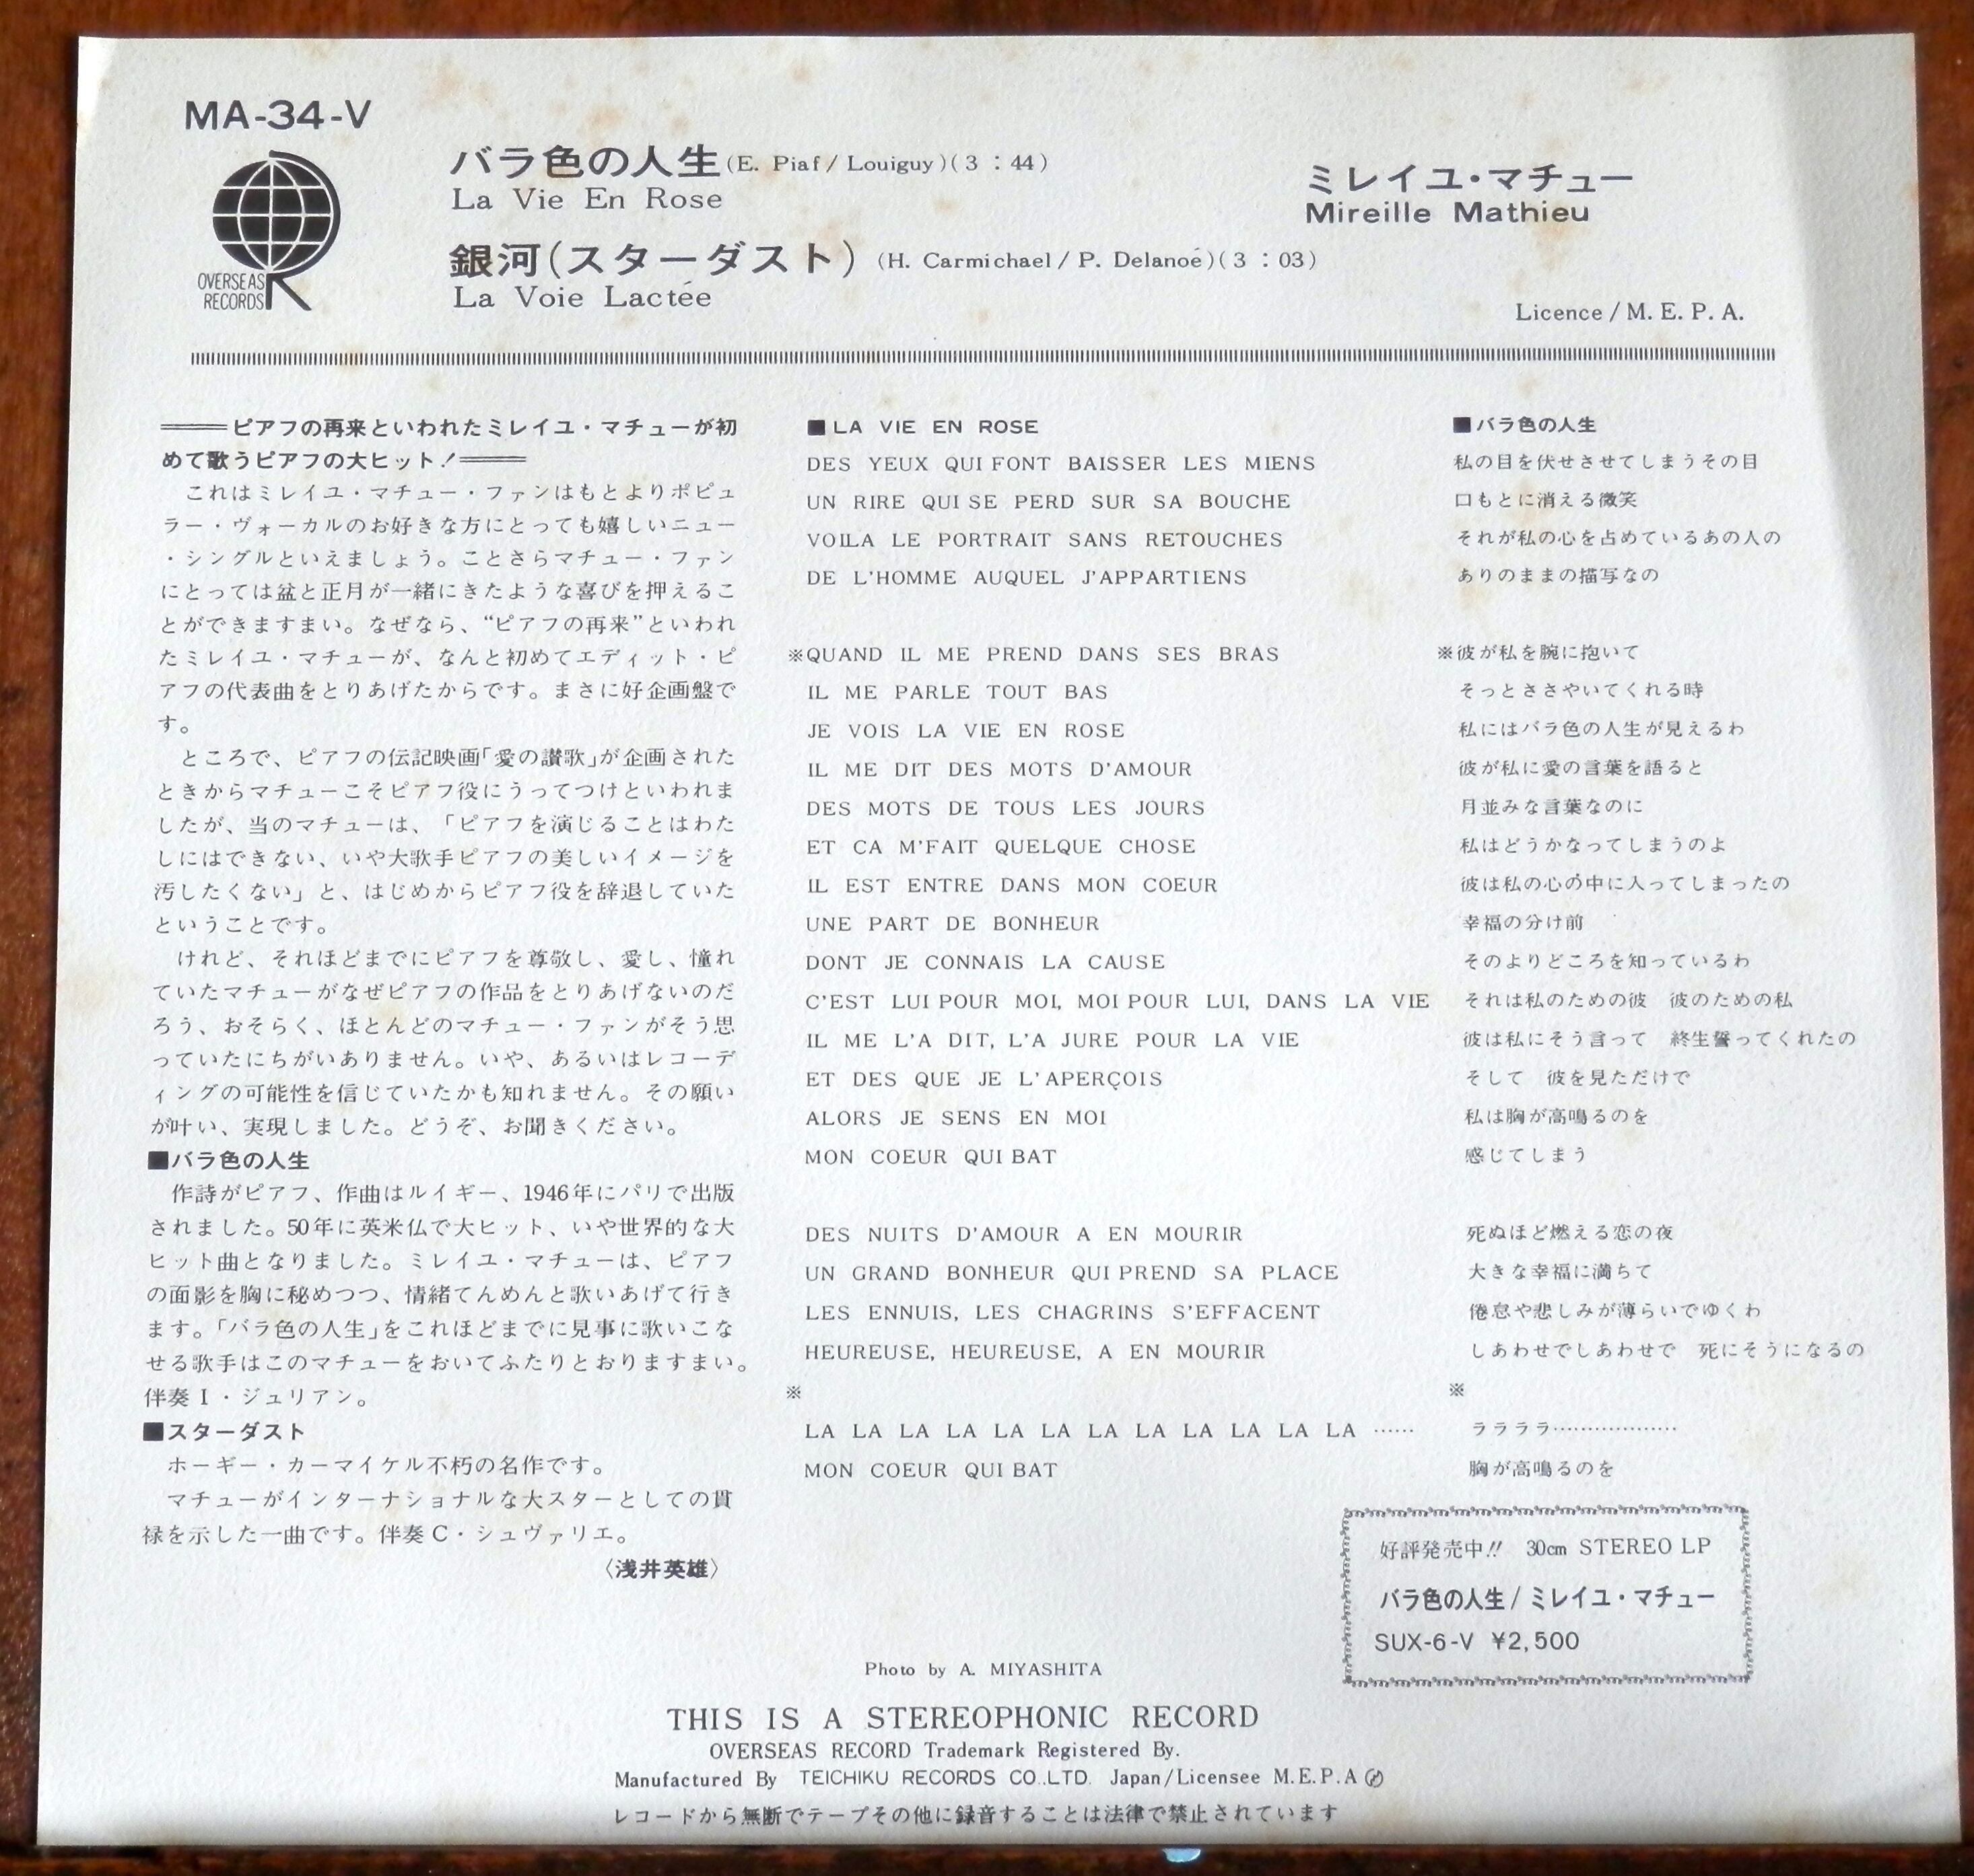 MA-34-V
OVERSEAS
RECORDS
バラ色の人生(E. Piaf / Louiguy)(3：44)
La Vie En Rose
銀河(スターダスト) (H. Carmichael / P. Delanoé)(3：03)
La Voie Lactée
ミレイユ・マチュー
Mireille Mathieu
Licence / M. E. P. A.
═══ピアフの再来といわれたミレイユ・マチューが初
めて歌うピアフの大ヒット！═══
これはミレイユ・マチュー・ファンはもとよりポピュ
ラー・ヴォーカルのお好きな方にとっても嬉しいニュー
・シングルといえましょう。ことさらマチュー・ファン
にとっては盆と正月が一緒にきたような喜びを押えるこ
とができますまい。なぜなら、“ピアフの再来”といわれ
たミレイユ・マチューが、なんと初めてエディット・ピ
アフの代表曲をとりあげたからです。まさに好企画盤で
す。
ところで、ピアフの伝記映画「愛の讃歌」が企画された
ときからマチューこそピアフ役にうってつけといわれま
したが、当のマチューは、「ピアフを演じることはわた
しにはできない、いや大歌手ピアフの美しいイメージを
汚したくない」と、はじめからピアフ役を辞退していた
ということです。
けれど、それほどまでにピアフを尊敬し、愛し、憧れ
ていたマチューがなぜピアフの作品をとりあげないのだ
ろう、おそらく、ほとんどのマチュー・ファンがそう思
っていたにちがいありません。いや、あるいはレコーデ
ィングの可能性を信じていたかも知れません。その願い
が叶い、実現しました。どうぞ、お聞きください。
■バラ色の人生
作詩がピアフ、作曲はルイギー、1946年にパリで出版
されました。50年に英米仏で大ヒット、いや世界的な大
ヒット曲となりました。ミレイユ・マチューは、ピアフ
の面影を胸に秘めつつ、情緒てんめんと歌いあげて行き
ます。「バラ色の人生」をこれほどまでに見事に歌いこな
せる歌手はこのマチューをおいてふたりとおりますまい。
伴奏 I・ジュリアン。
■スターダスト
ホーギー・カーマイケル不朽の名作です。
マチューがインターナショナルな大スターとしての貫
禄を示した一曲です。伴奏 C・シュヴァリエ。
〈浅井英雄〉
■LA VIE EN ROSE
DES YEUX QUI FONT BAISSER LES MIENS
UN RIRE QUI SE PERD SUR SA BOUCHE
VOILA LE PORTRAIT SANS RETOUCHES
DE L'HOMME AUQUEL J'APPARTIENS
※QUAND IL ME PREND DANS SES BRAS
IL ME PARLE TOUT BAS
JE VOIS LA VIE EN ROSE
IL ME DIT DES MOTS D'AMOUR
DES MOTS DE TOUS LES JOURS
ET CA M'FAIT QUELQUE CHOSE
IL EST ENTRE DANS MON COEUR
UNE PART DE BONHEUR
DONT JE CONNAIS LA CAUSE
C'EST LUI POUR MOI, MOI POUR LUI, DANS LA VIE
IL ME L'A DIT, L'A JURE POUR LA VIE
ET DES QUE JE L'APERÇOIS
ALORS JE SENS EN MOI
MON COEUR QUI BAT
DES NUITS D'AMOUR A EN MOURIR
UN GRAND BONHEUR QUI PREND SA PLACE
LES ENNUIS, LES CHAGRINS S'EFFACENT
HEUREUSE, HEUREUSE, A EN MOURIR
※
LA LA LA LA LA LA LA LA LA LA LA LA ……
MON COEUR QUI BAT
■バラ色の人生
私の目を伏せさせてしまうその目
口もとに消える微笑
それが私の心を占めているあの人の
ありのままの描写なの
※彼が私を腕に抱いて
そっとささやいてくれる時
私にはバラ色の人生が見えるわ
彼が私に愛の言葉を語ると
月並みな言葉なのに
私はどうかなってしまうのよ
彼は私の心の中に入ってしまったの
幸福の分け前
そのよりどころを知っているわ
それは私のための彼　彼のための私
彼は私にそう言って　終生誓ってくれたの
そして　彼を見ただけで
私は胸が高鳴るのを
感じてしまう
死ぬほど燃える恋の夜
大きな幸福に満ちて
倦怠や悲しみが薄らいでゆくわ
しあわせでしあわせで　死にそうになるの
※
ララララ………………
胸が高鳴るのを
好評発売中!!　30cm STEREO LP
バラ色の人生 / ミレイユ・マチュー
SUX-6-V ¥2,500
Photo by A. MIYASHITA
THIS IS A STEREOPHONIC RECORD
OVERSEAS RECORD Trademark Registered By.
Manufactured By TEICHIKU RECORDS CO.,LTD. Japan/Licensee M.E.P.A Ⓟ
レコードから無断でテープその他に録音することは法律で禁止されています